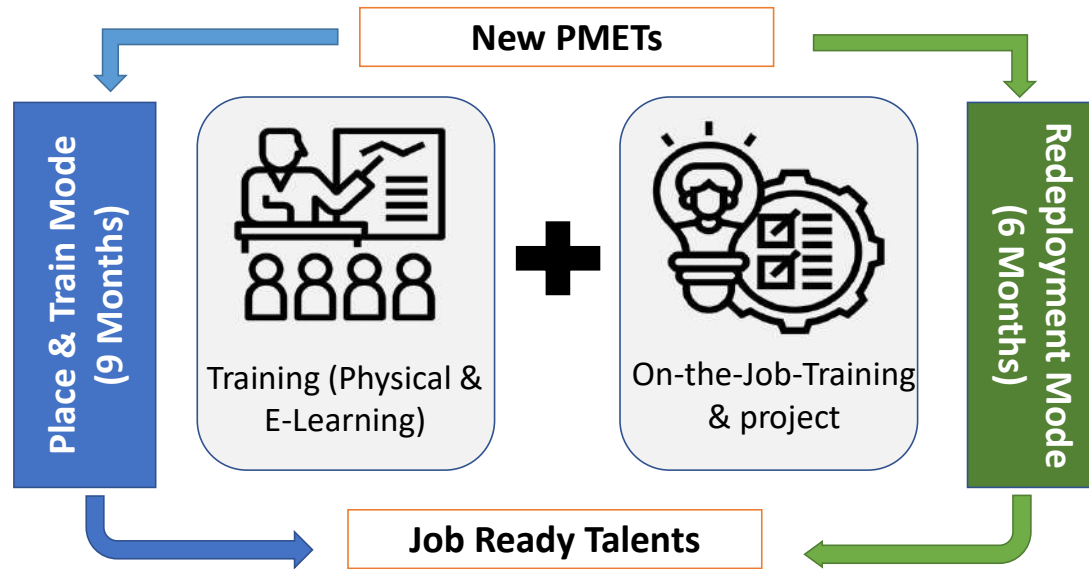 New PMETs
Place & Train Mode
(9 Months)
Training (Physical &
E-Learning)
On-the-Job-Training
& project
Redeployment Mode
(6 Months)
Job Ready Talents